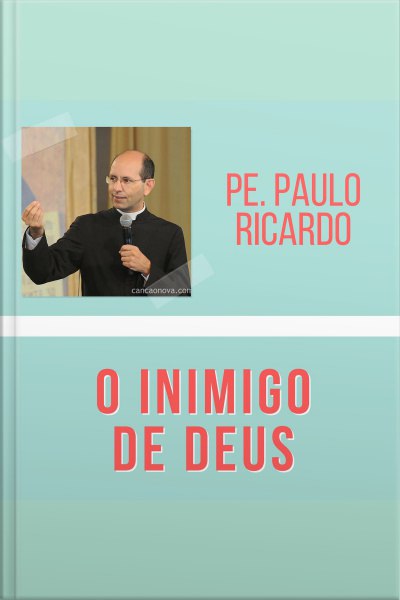 cancaonova.com
PE. PAULO
RICARDO
O INIMIGO
DE DEUS